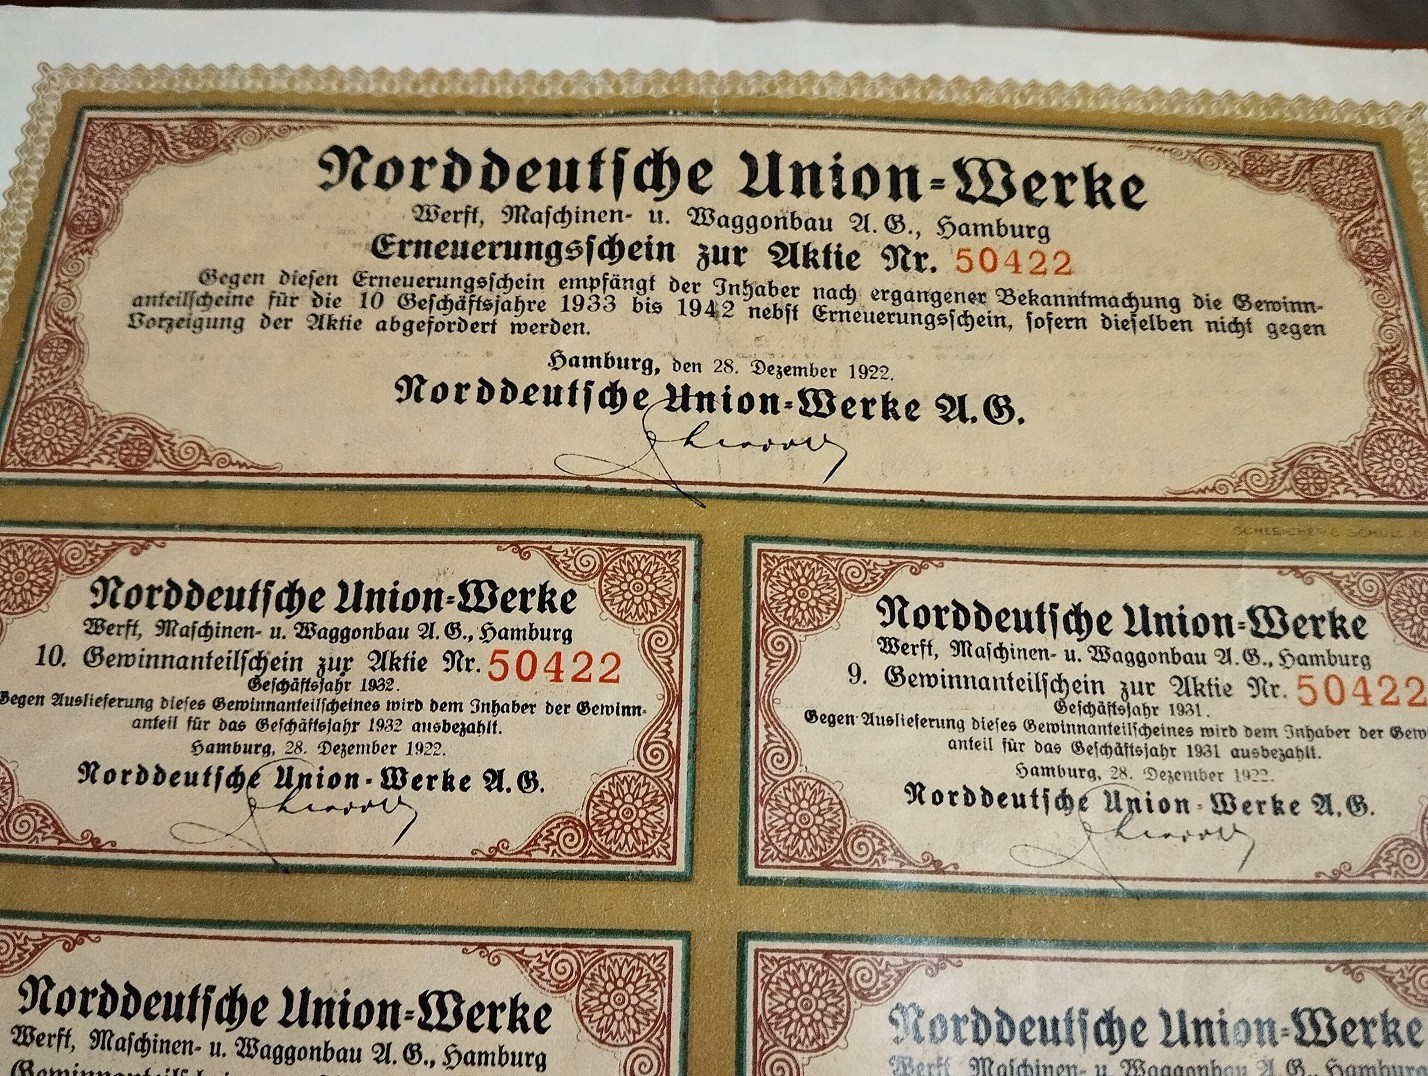 Norddeutsche Union-Werke
Werft, Maschinen- u. Waggonbau A. G., Hamburg
Erneuerungsschein zur Aktie Nr. 50422
Gegen diesen Erneuerungsschein empfängt der Inhaber nach ergangener Bekanntmachung die Gewinn-
anteilscheine für die 10 Geschäftsjahre 1933 bis 1942 nebst Erneuerungsschein, sofern dieselben nicht gegen
Vorzeigung der Aktie abgefordert werden.
Hamburg, den 28. Dezember 1922.
Norddeutsche Union-Werke A. G.
SCHLEICHER & SCHÜLL
Norddeutsche Union-Werke
Werft, Maschinen- u. Waggonbau A. G., Hamburg
10. Gewinnanteilschein zur Aktie Nr. 50422
Geschäftsjahr 1932.
Gegen Auslieferung dieses Gewinnanteilscheines wird dem Inhaber der Gewinn-
anteil für das Geschäftsjahr 1932 ausbezahlt.
Hamburg, 28. Dezember 1922.
Norddeutsche Union-Werke A. G.
Norddeutsche Union-Werke
Werft, Maschinen- u. Waggonbau A. G., Hamburg
9. Gewinnanteilschein zur Aktie Nr. 50422
Geschäftsjahr 1931.
Gegen Auslieferung dieses Gewinnanteilscheines wird dem Inhaber der Gew
anteil für das Geschäftsjahr 1931 ausbezahlt.
Hamburg, 28. Dezember 1922.
Norddeutsche Union-Werke A. G.
Norddeutsche Union-Werke
Werft, Maschinen- u. Waggonbau A. G., Hamburg
Norddeutsche Union-Werke
Werft, Maschinen- u. Waggonbau A. G., Hamburg